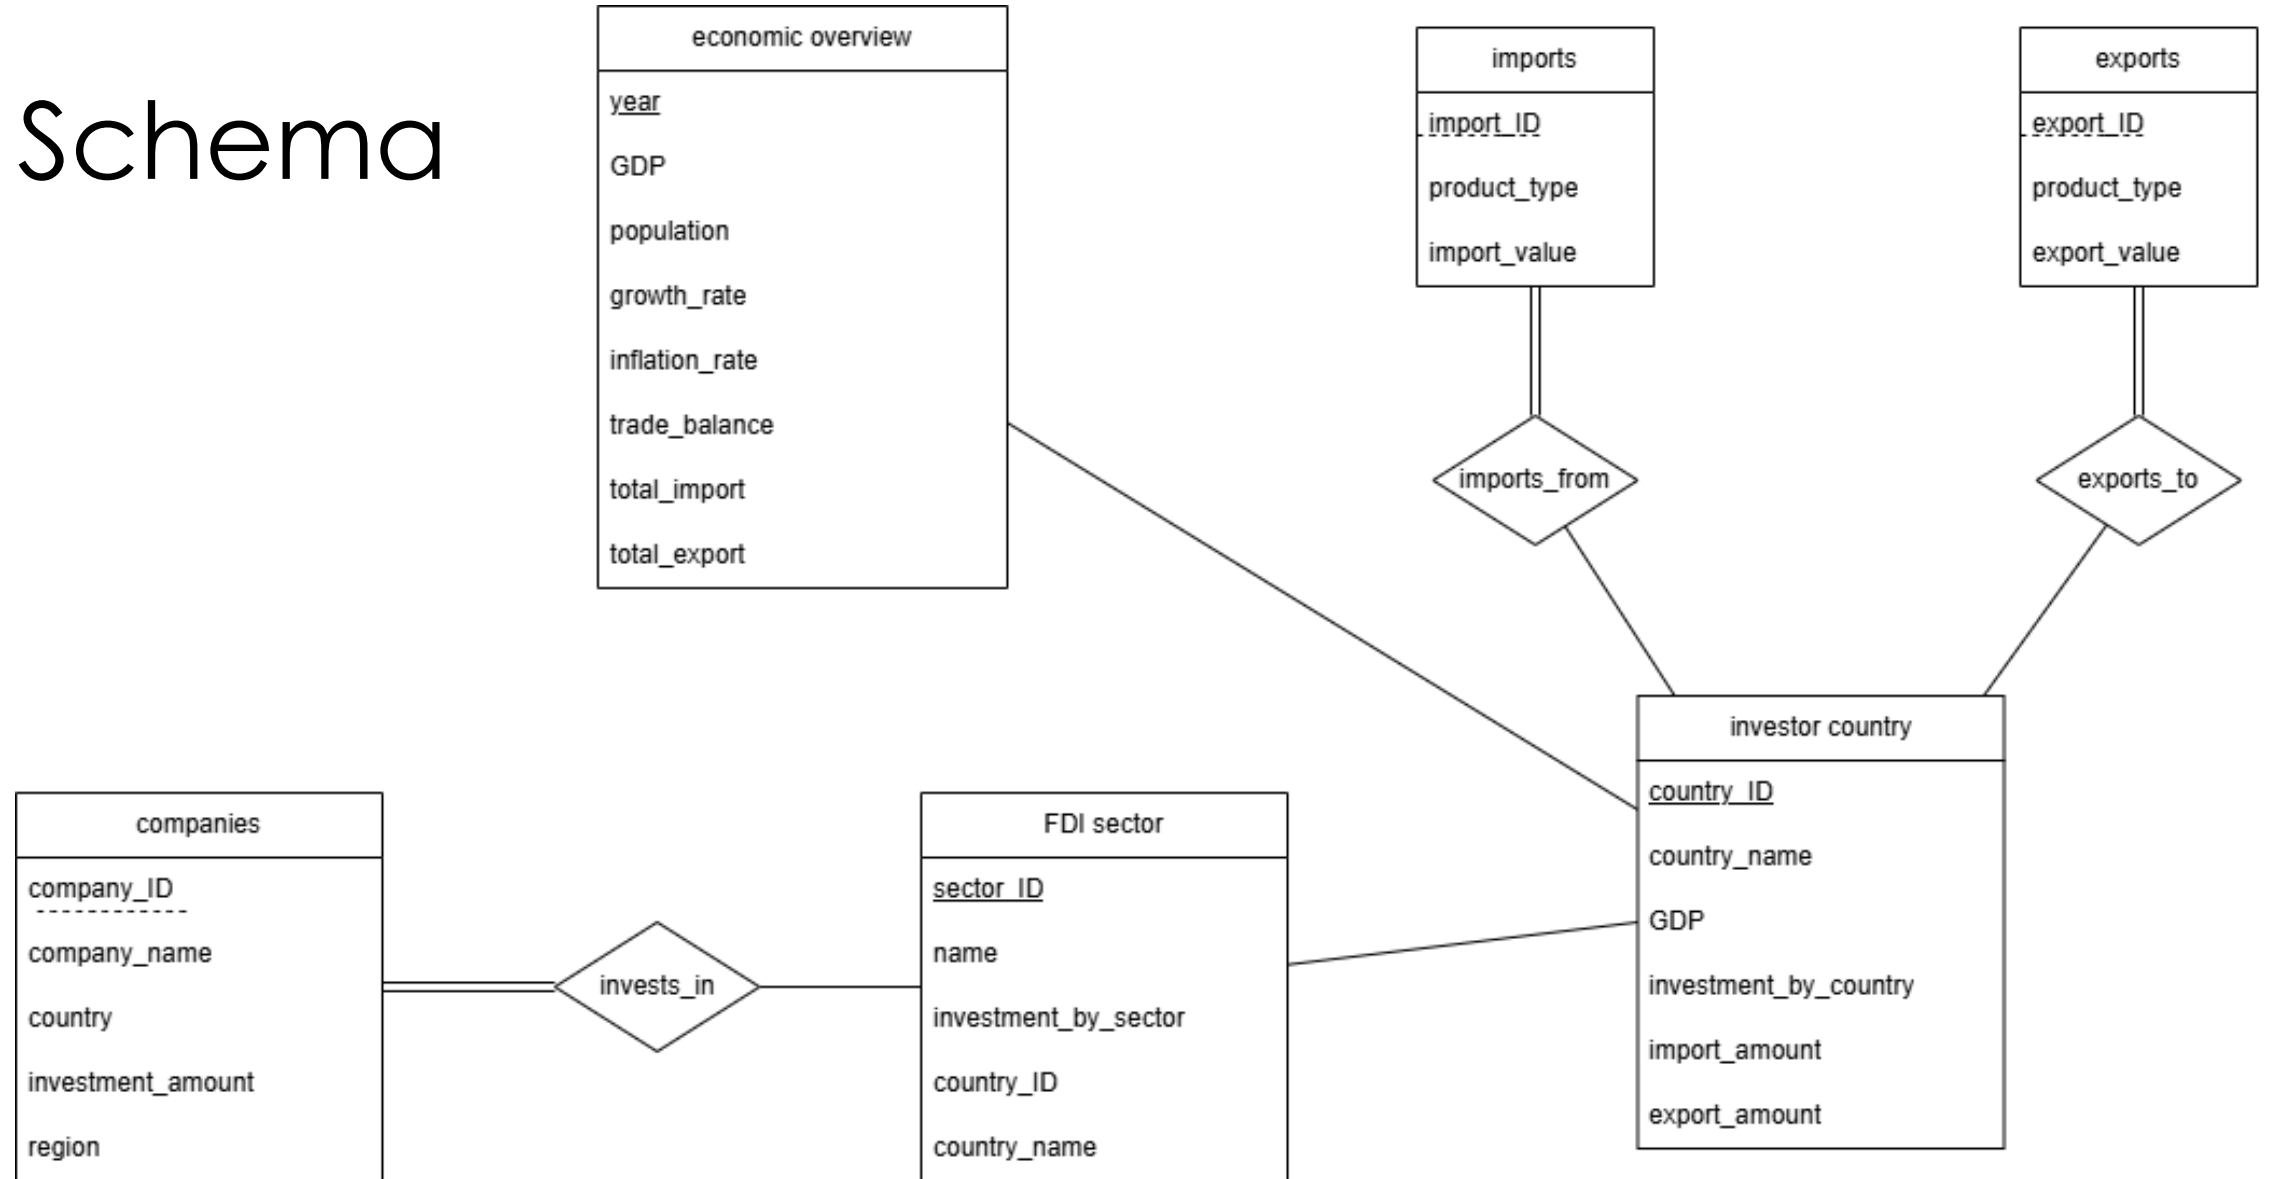 Schema
economic overview
year
GDP
population
growth_rate
inflation_rate
trade_balance
total_import
total_export
imports
import_ID
product_type
import_value
exports
export_ID
product_type
export_value
imports_from
exports_to
investor country
country_ID
country_name
GDP
investment_by_country
import_amount
export_amount
companies
company_ID
company_name
country
investment_amount
region
invests_in
FDI sector
sector_ID
name
investment_by_sector
country_ID
country_name